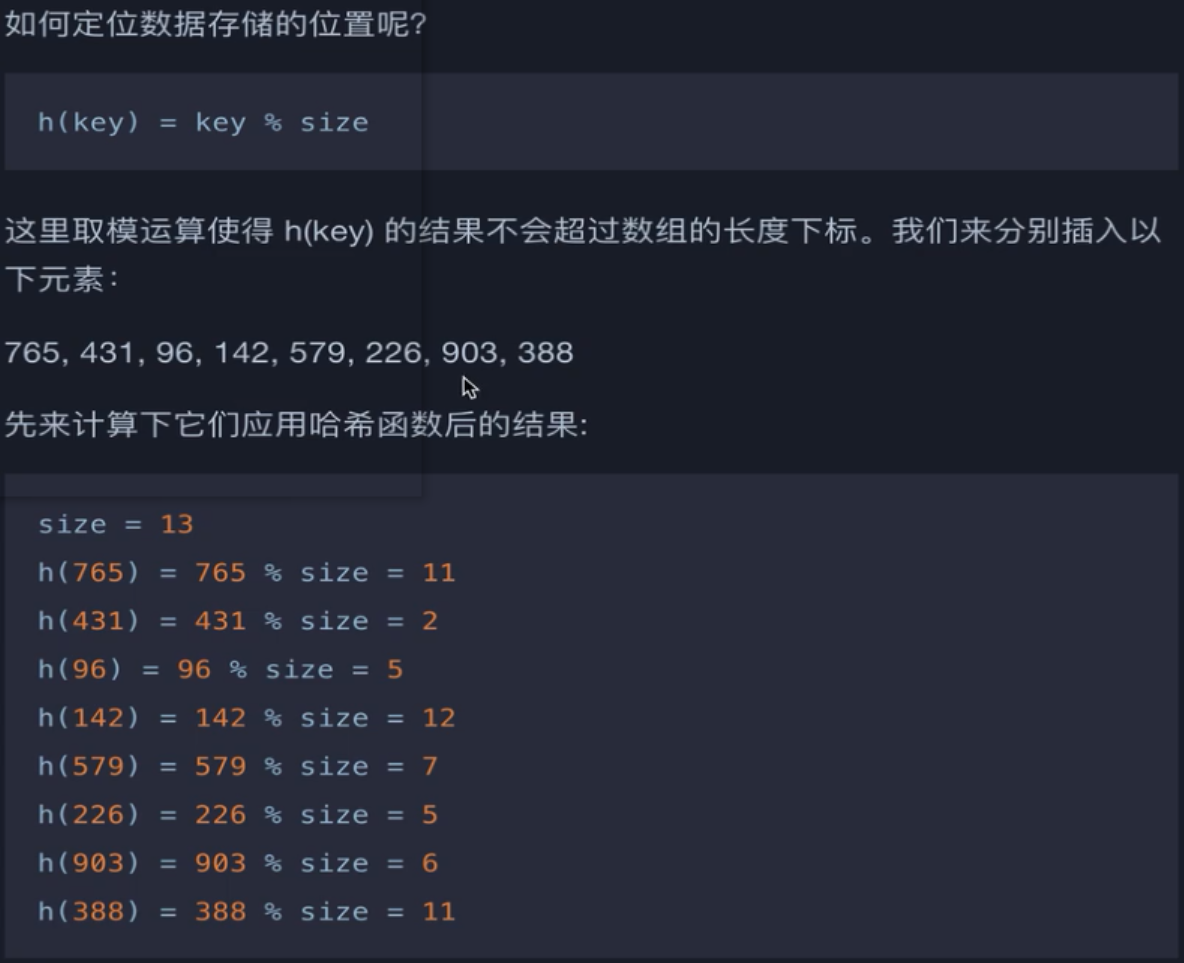 如何定位数据存储的位置呢?
h(key) = key % size
这里取模运算使得 h(key) 的结果不会超过数组的长度下标。我们来分别插入以
下元素：
765, 431, 96, 142, 579, 226, 903, 388
先来计算下它们应用哈希函数后的结果:
size = 13
h(765) = 765 % size = 11
h(431) = 431 % size = 2
h(96) = 96 % size = 5
h(142) = 142 % size = 12
h(579) = 579 % size = 7
h(226) = 226 % size = 5
h(903) = 903 % size = 6
h(388) = 388 % size = 11